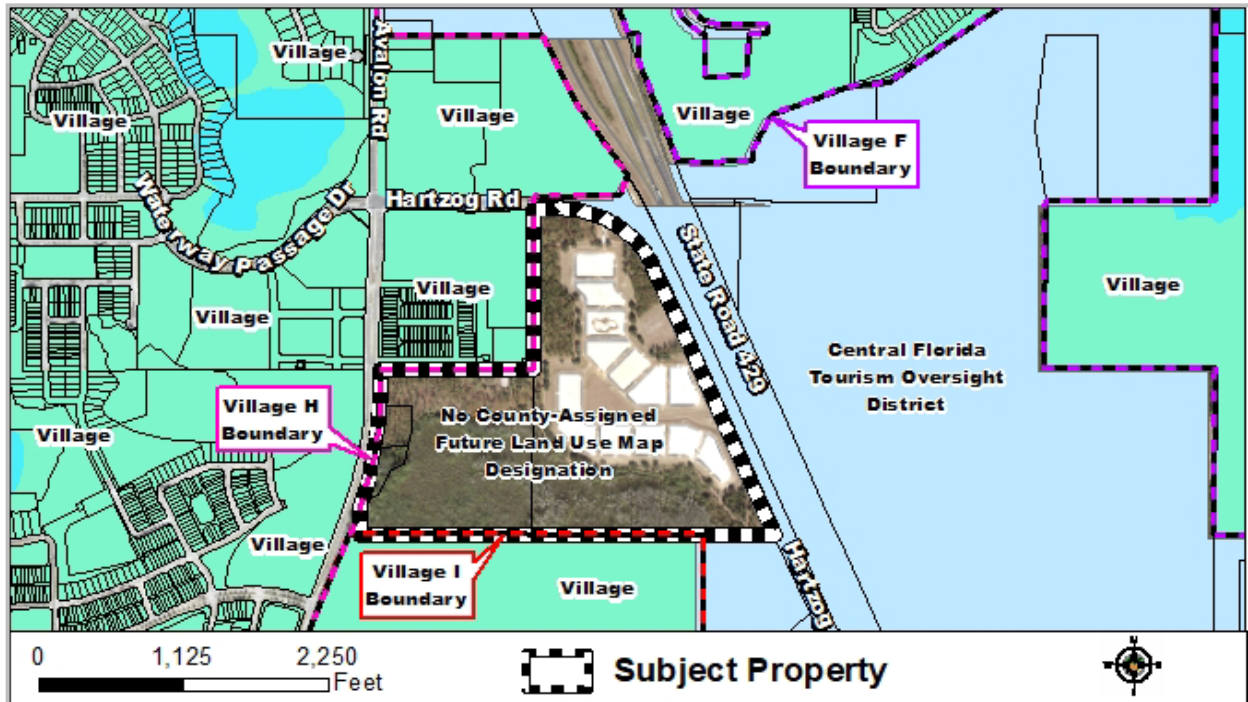 Village
Avalon Rd
Village
Village
Village
Village F
Boundary
Waterway Passage Dr
Hartzog Rd
State Road 429
Village
Village
Village
Central Florida
Tourism Oversight
District
Village H
Boundary
No County-Assigned
Future Land Use Map
Designation
Village
Village
Village I
Boundary
Village
Hartzog
0 1,125 2,250
Feet
Subject Property
N